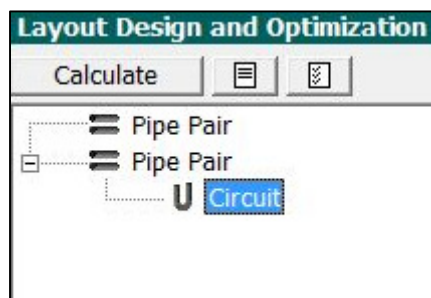 Layout Design and Optimization
Calculate
Pipe Pair
Pipe Pair
Circuit